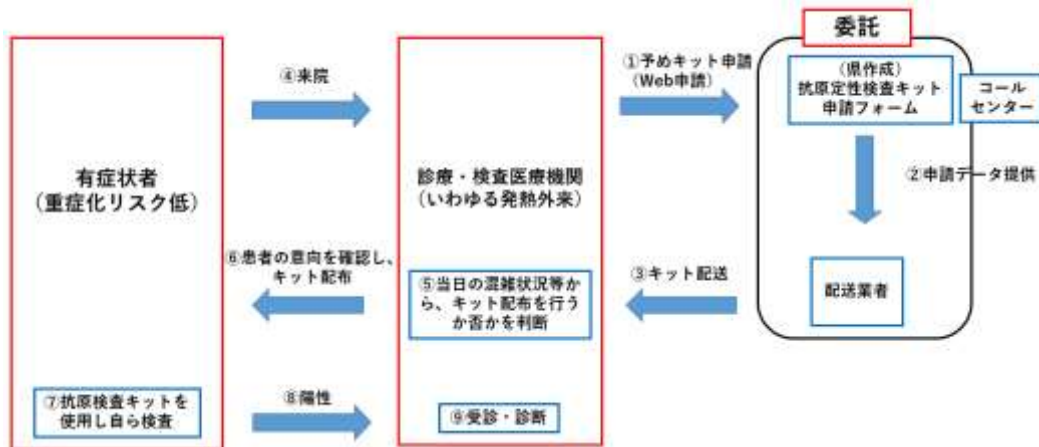 委託
①予めキット申請
（Web申請）
（県作成）
抗原定性検査キット
申請フォーム
コール
センター
②申請データ提供
配送業者
③キット配送
④来院
有症状者
（重症化リスク低）
診療・検査医療機関
（いわゆる発熱外来）
⑤当日の混雑状況等か
ら、キット配布を行う
か否かを判断
⑥患者の意向を確認し、
キット配布
⑦抗原検査キットを
使用し自ら検査
⑧陽性
⑨受診・診断